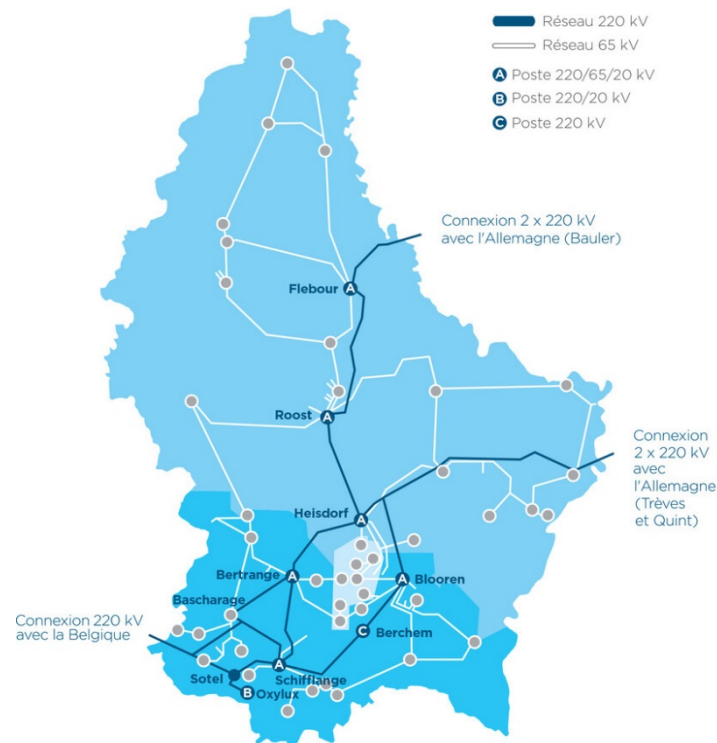 Réseau 220 kV
Réseau 65 kV
A Poste 220/65/20 kV
B Poste 220/20 kV
C Poste 220 kV
Connexion 2 x 220 kV
avec l'Allemagne (Bauler)
Flebour A
Roost A
Connexion
2 x 220 kV
avec
l'Allemagne
(Trèves
et Quint)
Heisdorf A
Bertrange A
A Blooren
Bascharage
Connexion 220 kV
avec la Belgique
C Berchem
A
Schifflange
Sotel
B Oxylux